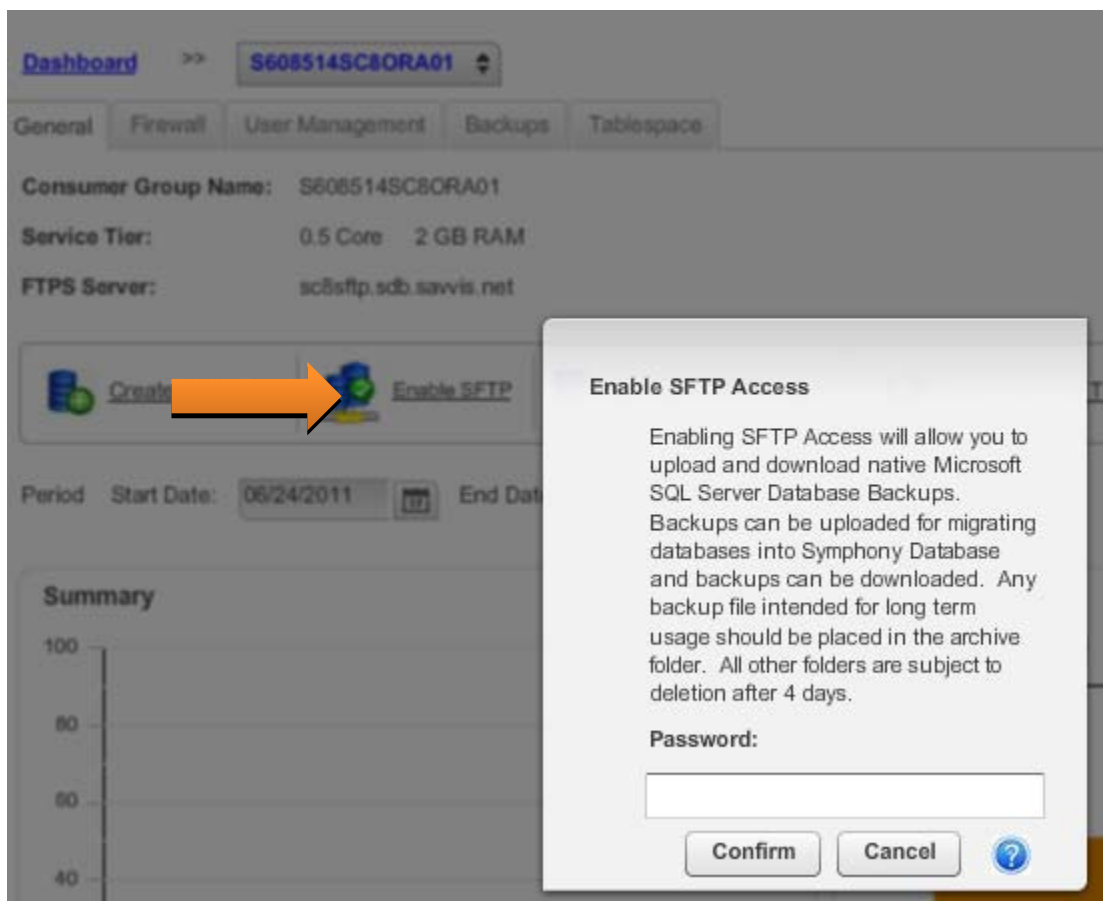 Dashboard >> S608514SC8ORA01
General Firewall User Management Backups Tablespace
Consumer Group Name: S608514SC8ORA01
Service Tier: 0.5 Core 2 GB RAM
FTPS Server: sc8sftp.sdb.savvis.net
Create Enable SFTP T
Period Start Date: 06/24/2011 17 End Dat
Summary
100
80
60
40
Enable SFTP Access
Enabling SFTP Access will allow you to
upload and download native Microsoft
SQL Server Database Backups.
Backups can be uploaded for migrating
databases into Symphony Database
and backups can be downloaded. Any
backup file intended for long term
usage should be placed in the archive
folder. All other folders are subject to
deletion after 4 days.
Password:
Confirm Cancel ?